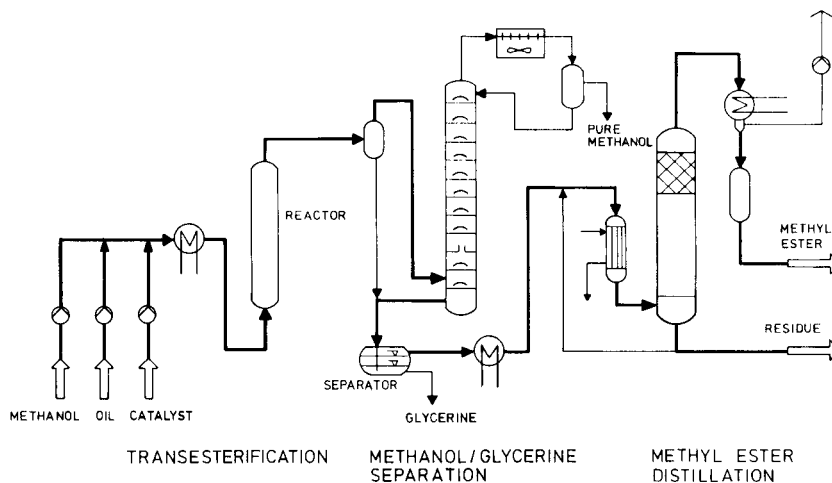 PURE
METHANOL
REACTOR
METHYL
ESTER
RESIDUE
SEPARATOR
GLYCERINE
METHANOL OIL CATALYST
TRANSESTERIFICATION
METHANOL/GLYCERINE
SEPARATION
METHYL ESTER
DISTILLATION